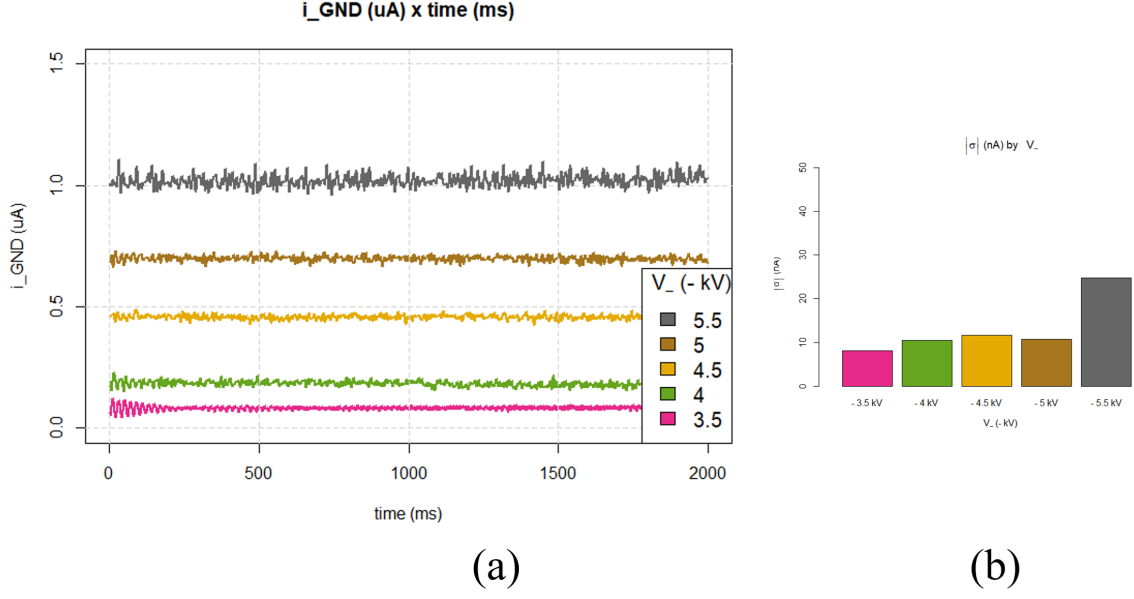 i_GND (uA) x time (ms)
i_GND (uA)
1.5
1.0
0.5
0.0
0
500
1000
1500
2000
time (ms)
V_ (- kV)
5.5
5
4.5
4
3.5
(a)
|σ| (nA) by V_
|σ| (nA)
50
40
30
20
10
0
- 3.5 kV
- 4 kV
- 4.5 kV
- 5 kV
- 5.5 kV
V_ (- kV)
(b)